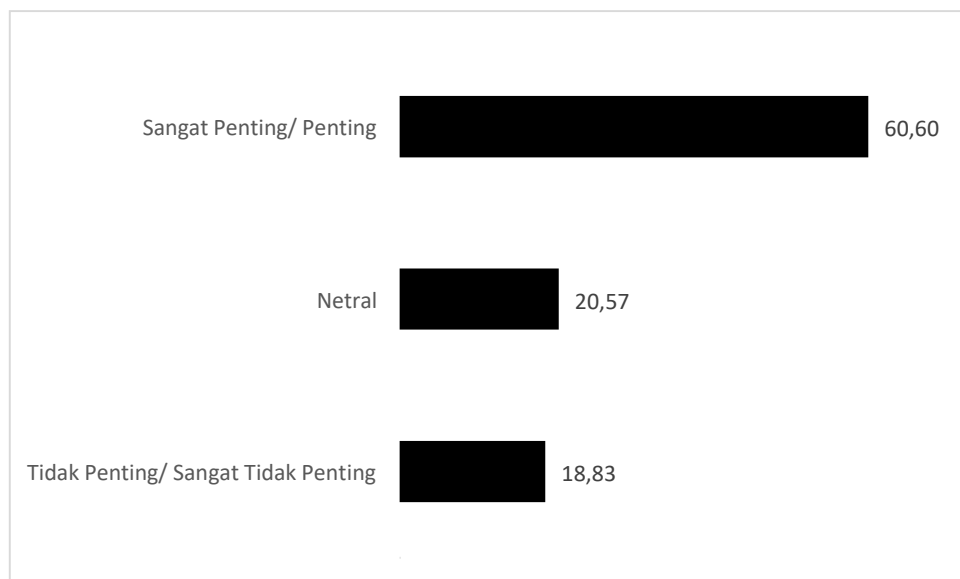 Sangat Penting/ Penting
60,60
Netral
20,57
Tidak Penting/ Sangat Tidak Penting
18,83